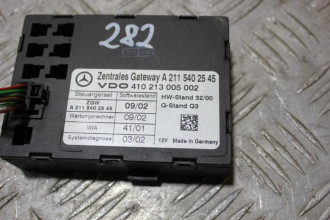 282
Zentrales Gateway A 211 540 25 45
VDO 410 213 005 002
Steuergerset Softwarestand HW-Stand 32/00
ZGW 09/02 Q-Stand Q3
A 211 540 25 45
Wartungsrechner 09/02
WA 41/01
Systemdiagnose 03/02 12V Made in Germany